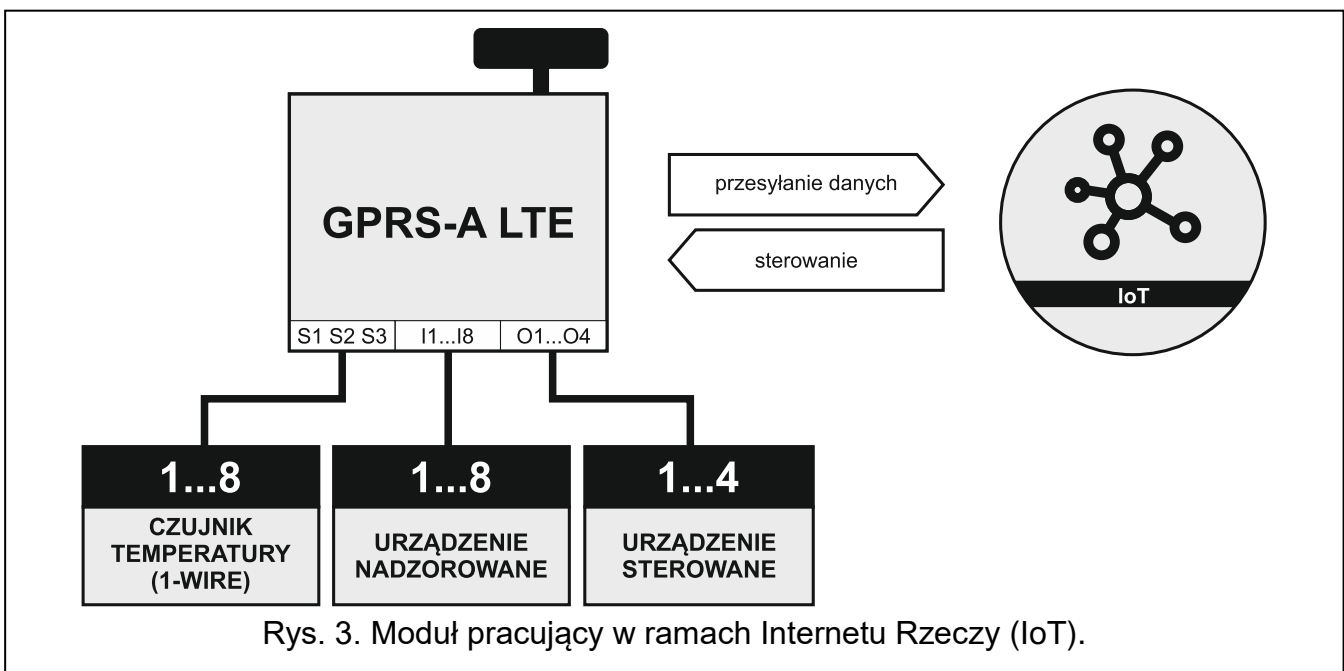 GPRS-A LTE
przesyłanie danych
sterowanie
IoT
S1 S2 S3 I1...I8 O1...O4
1...8
CZUJNIK
TEMPERATURY
(1-WIRE)
1...8
URZĄDZENIE
NADZOROWANE
1...4
URZĄDZENIE
STEROWANE
Rys. 3. Moduł pracujący w ramach Internetu Rzeczy (IoT).